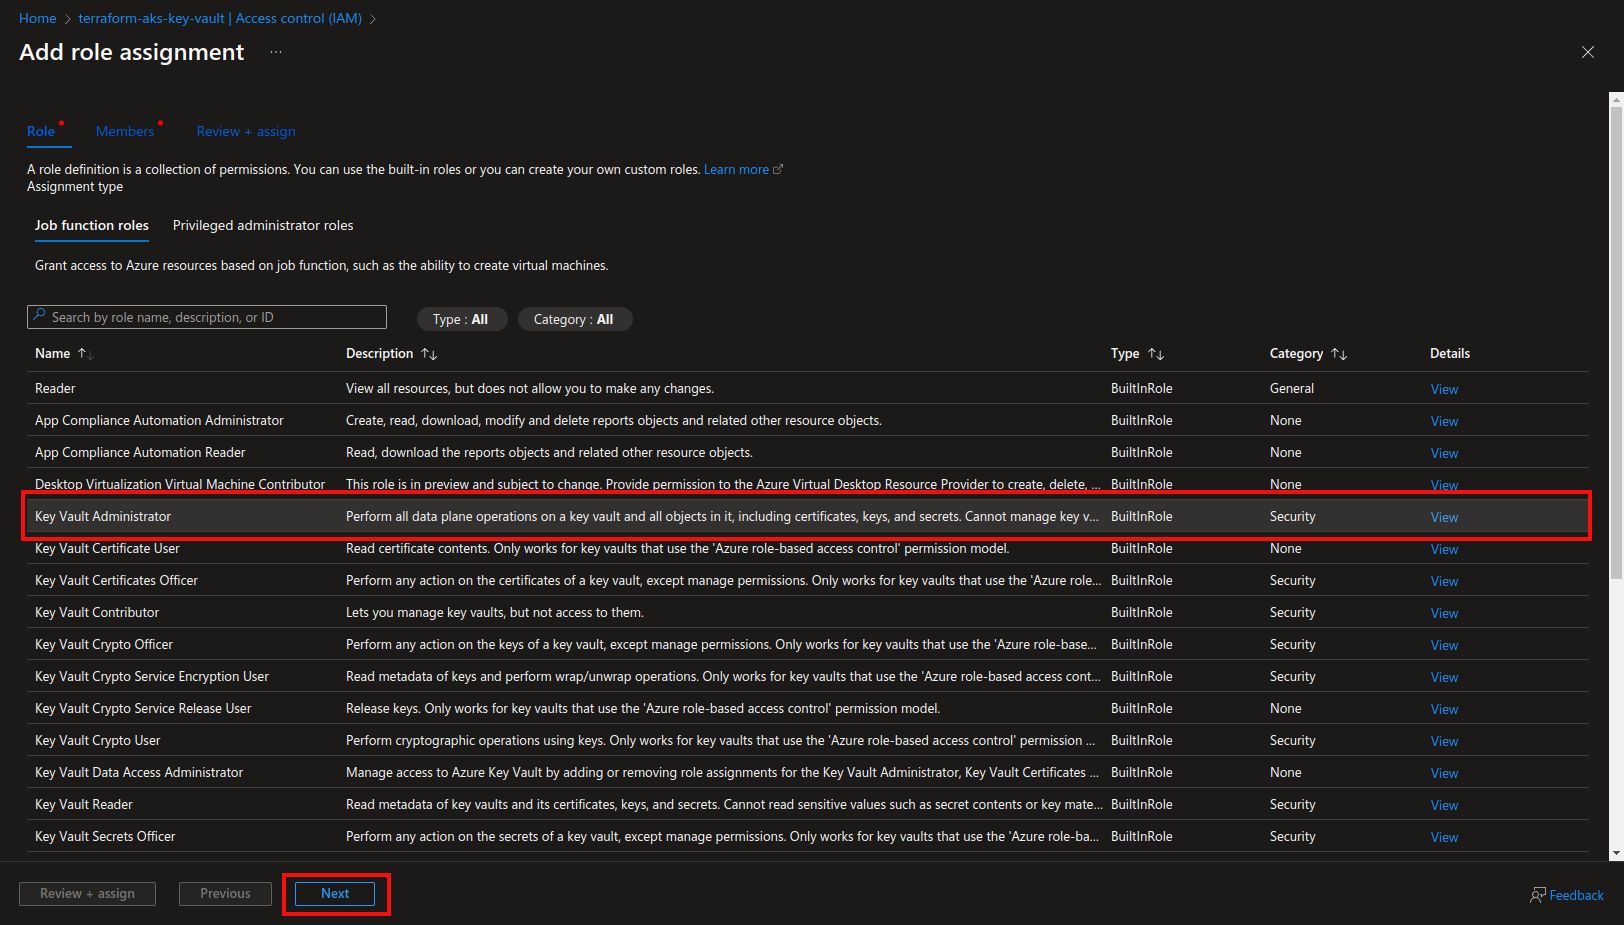 Home > terraform-aks-key-vault | Access control (IAM) >
Add role assignment ...
Role Members Review + assign
A role definition is a collection of permissions. You can use the built-in roles or you can create your own custom roles. Learn more
Assignment type
Job function roles Privileged administrator roles
Grant access to Azure resources based on job function, such as the ability to create virtual machines.
Search by role name, description, or ID Type : All Category : All
Name ↑↓ Description ↑↓ Type ↑↓ Category ↑↓ Details
Reader View all resources, but does not allow you to make any changes. BuiltInRole General View
App Compliance Automation Administrator Create, read, download, modify and delete reports objects and related other resource objects. BuiltInRole None View
App Compliance Automation Reader Read, download the reports objects and related other resource objects. BuiltInRole None View
Desktop Virtualization Virtual Machine Contributor This role is in preview and subject to change. Provide permission to the Azure Virtual Desktop Resource Provider to create, delete, ... BuiltInRole None View
Key Vault Administrator Perform all data plane operations on a key vault and all objects in it, including certificates, keys, and secrets. Cannot manage key v... BuiltInRole Security View
Key Vault Certificate User Read certificate contents. Only works for key vaults that use the 'Azure role-based access control' permission model. BuiltInRole None View
Key Vault Certificates Officer Perform any action on the certificates of a key vault, except manage permissions. Only works for key vaults that use the 'Azure role... BuiltInRole Security View
Key Vault Contributor Lets you manage key vaults, but not access to them. BuiltInRole Security View
Key Vault Crypto Officer Perform any action on the keys of a key vault, except manage permissions. Only works for key vaults that use the 'Azure role-base... BuiltInRole Security View
Key Vault Crypto Service Encryption User Read metadata of keys and perform wrap/unwrap operations. Only works for key vaults that use the 'Azure role-based access cont... BuiltInRole Security View
Key Vault Crypto Service Release User Release keys. Only works for key vaults that use the 'Azure role-based access control' permission model. BuiltInRole None View
Key Vault Crypto User Perform cryptographic operations using keys. Only works for key vaults that use the 'Azure role-based access control' permission ... BuiltInRole Security View
Key Vault Data Access Administrator Manage access to Azure Key Vault by adding or removing role assignments for the Key Vault Administrator, Key Vault Certificates ... BuiltInRole None View
Key Vault Reader Read metadata of key vaults and its certificates, keys, and secrets. Cannot read sensitive values such as secret contents or key mate... BuiltInRole Security View
Key Vault Secrets Officer Perform any action on the secrets of a key vault, except manage permissions. Only works for key vaults that use the 'Azure role-ba... BuiltInRole Security View
Review + assign Previous Next Feedback